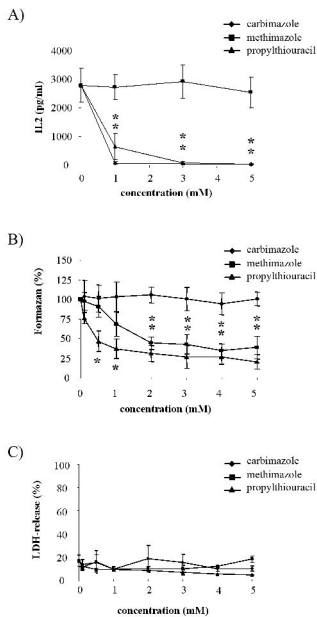 A)
carbimazole
methimazole
propylthiouracil
IL2 (pg/ml)
4000
3000
2000
1000
0
* * *
* * *
0 1 2 3 4 5
concentration (mM)
B)
carbimazole
methimazole
propylthiouracil
Formazan (%)
150
125
100
75
50
25
0
* * * *
* * * *
* *
0 1 2 3 4 5
concentration (mM)
C)
carbimazole
methimazole
propylthiouracil
LDH-release (%)
100
80
60
40
20
0
0 1 2 3 4 5
concentration (mM)